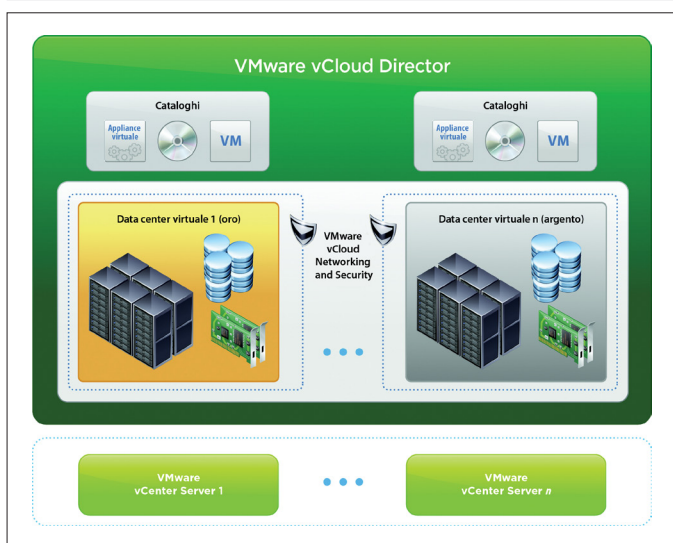 VMware vCloud Director
Cataloghi
Appliance
virtuale
VM
Cataloghi
Appliance
virtuale
VM
Data center virtuale 1 (oro)
VMware
vCloud
Networking
and Security
Data center virtuale n (argento)
VMware
vCenter Server 1
VMware
vCenter Server n